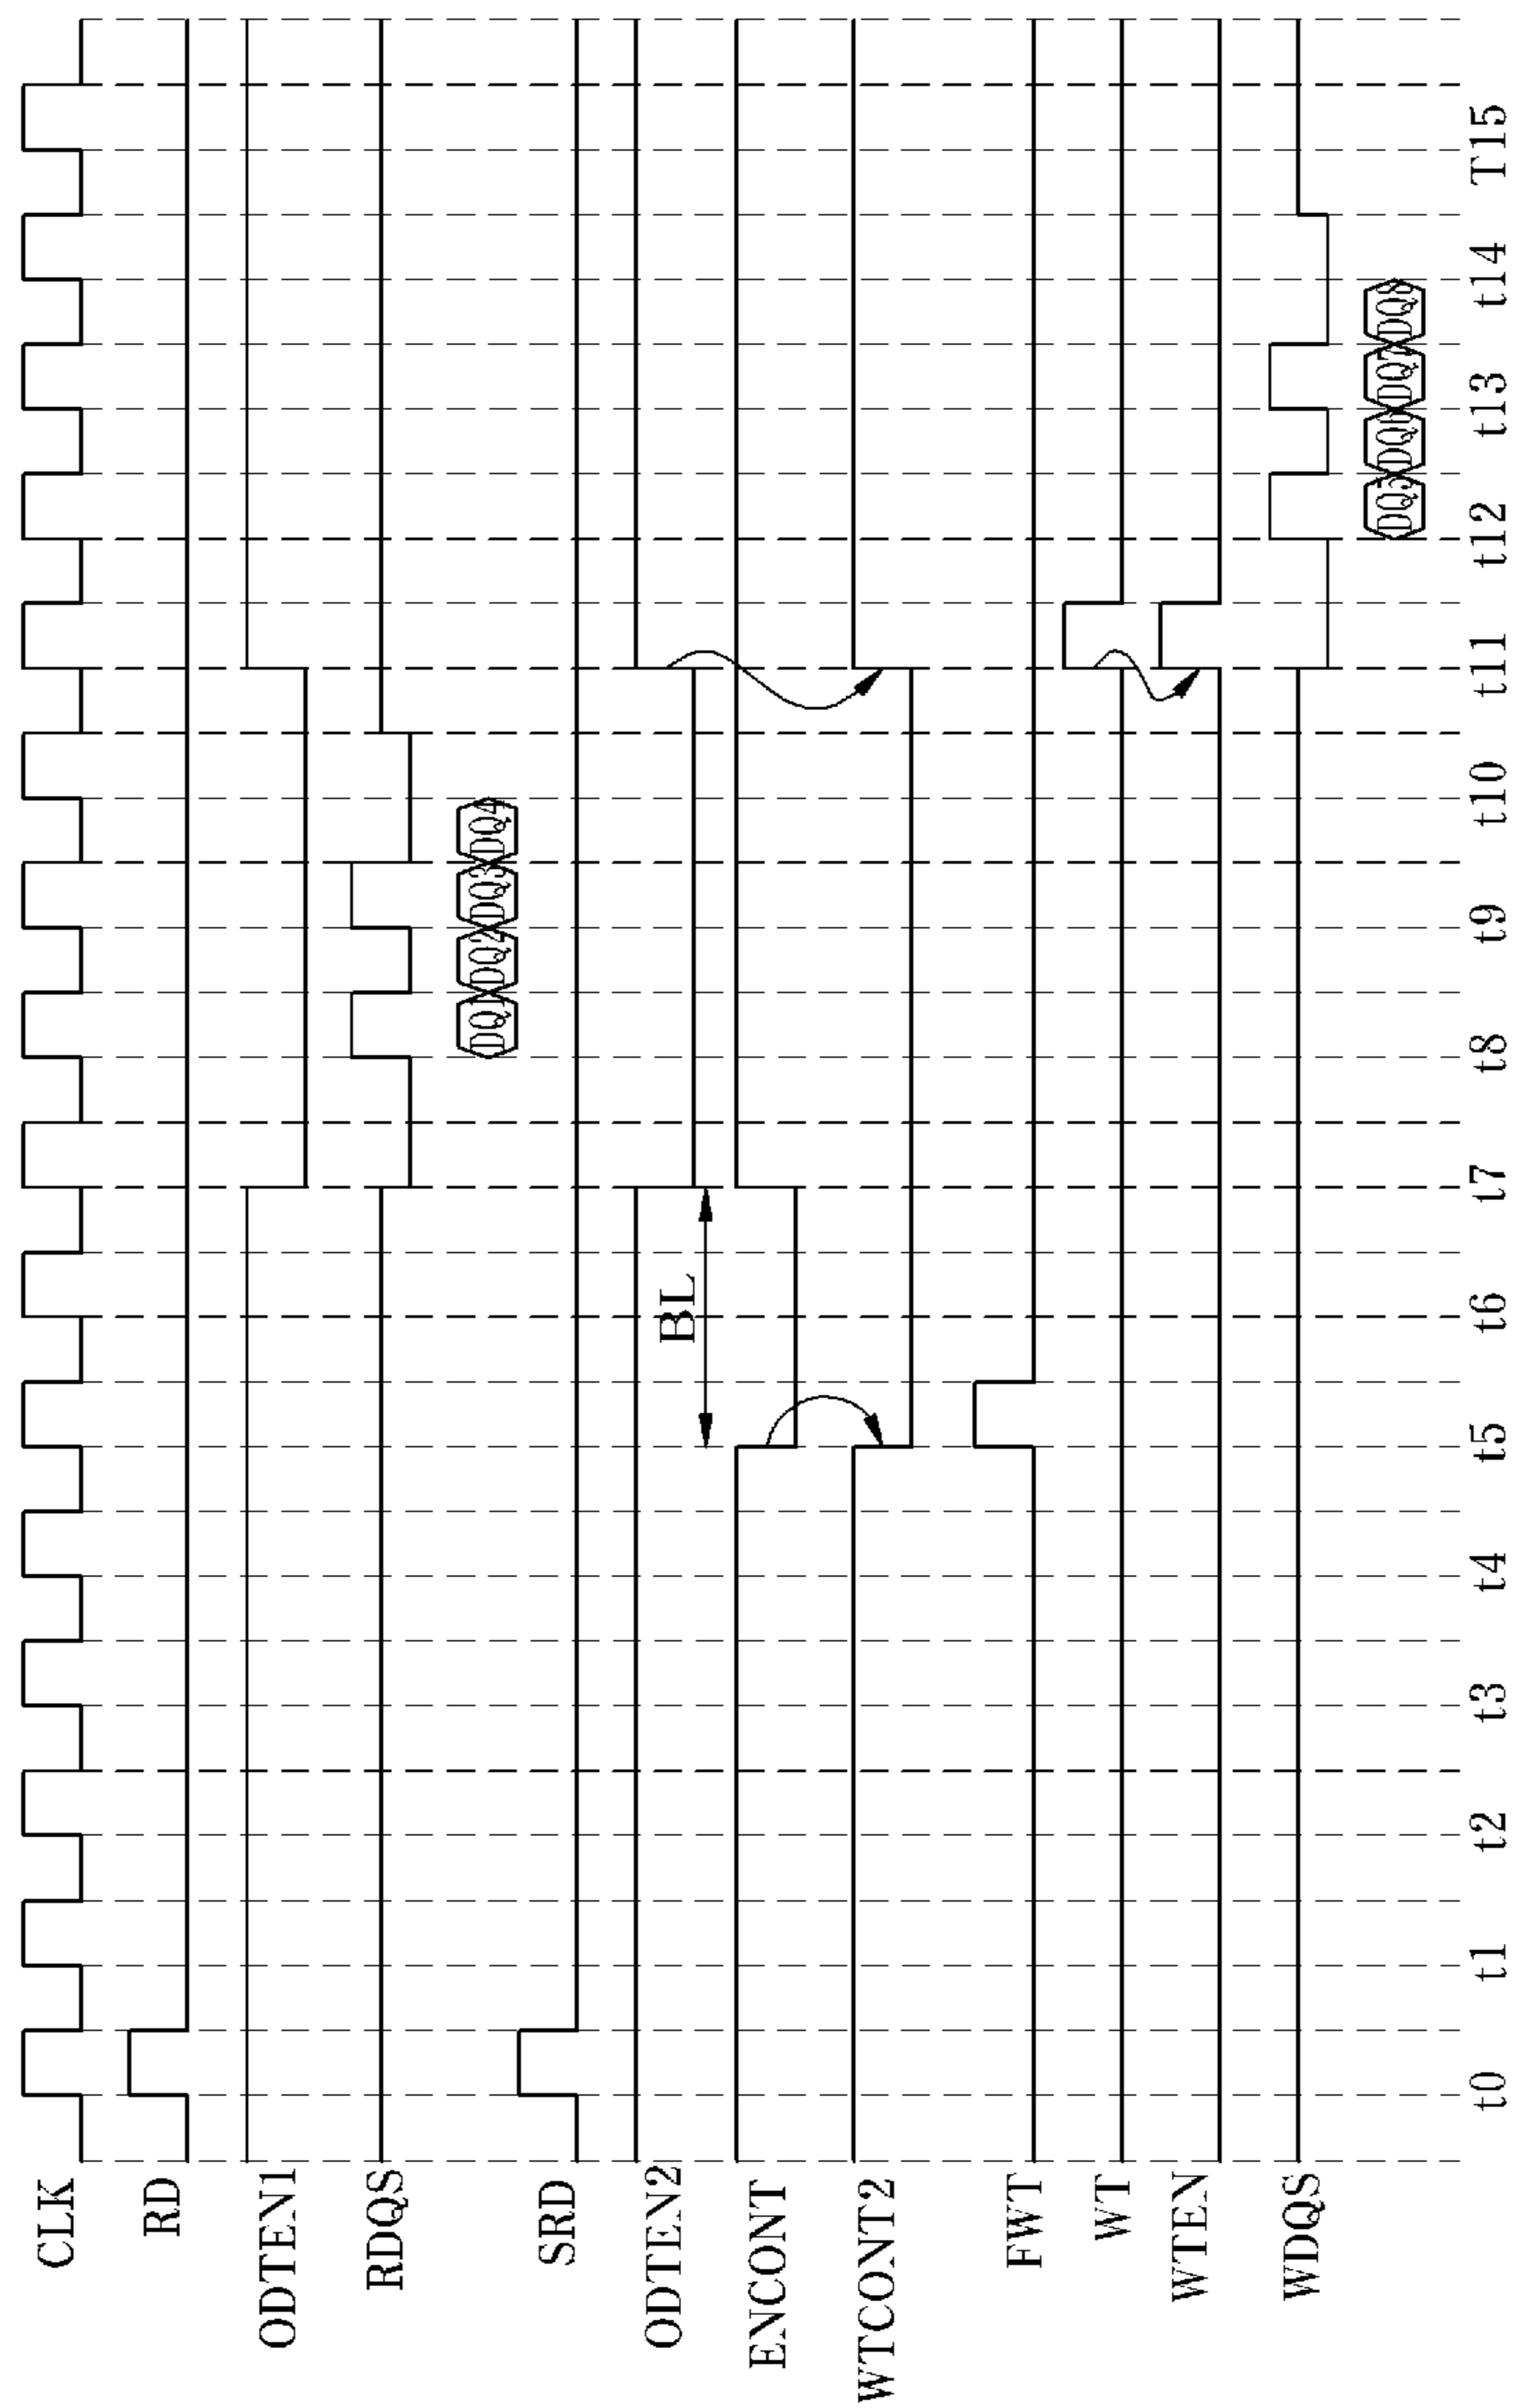 CLK
RD
ODTEN1
RDQS
DQ1 DQ2 DQ3 DQ4
SRD
ODTEN2
BL
ENCONT
WTCONT2
FWT
WT
WTEN
WDQS
DQ5 DQ6 DQ7 DQ8
t0 t1 t2 t3 t4 t5 t6 t7 t8 t9 t10 t11 t12 t13 t14 T15